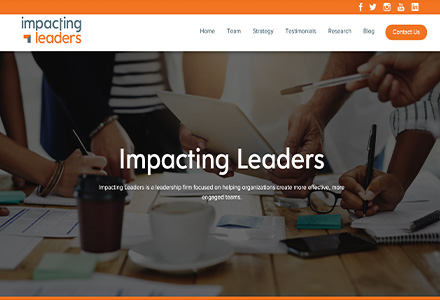 impacting
leaders
Home Team Strategy Testimonials Research Blog Contact Us
Impacting Leaders
Impacting Leaders is a leadership firm focused on helping organizations create more effective, more
engaged teams.